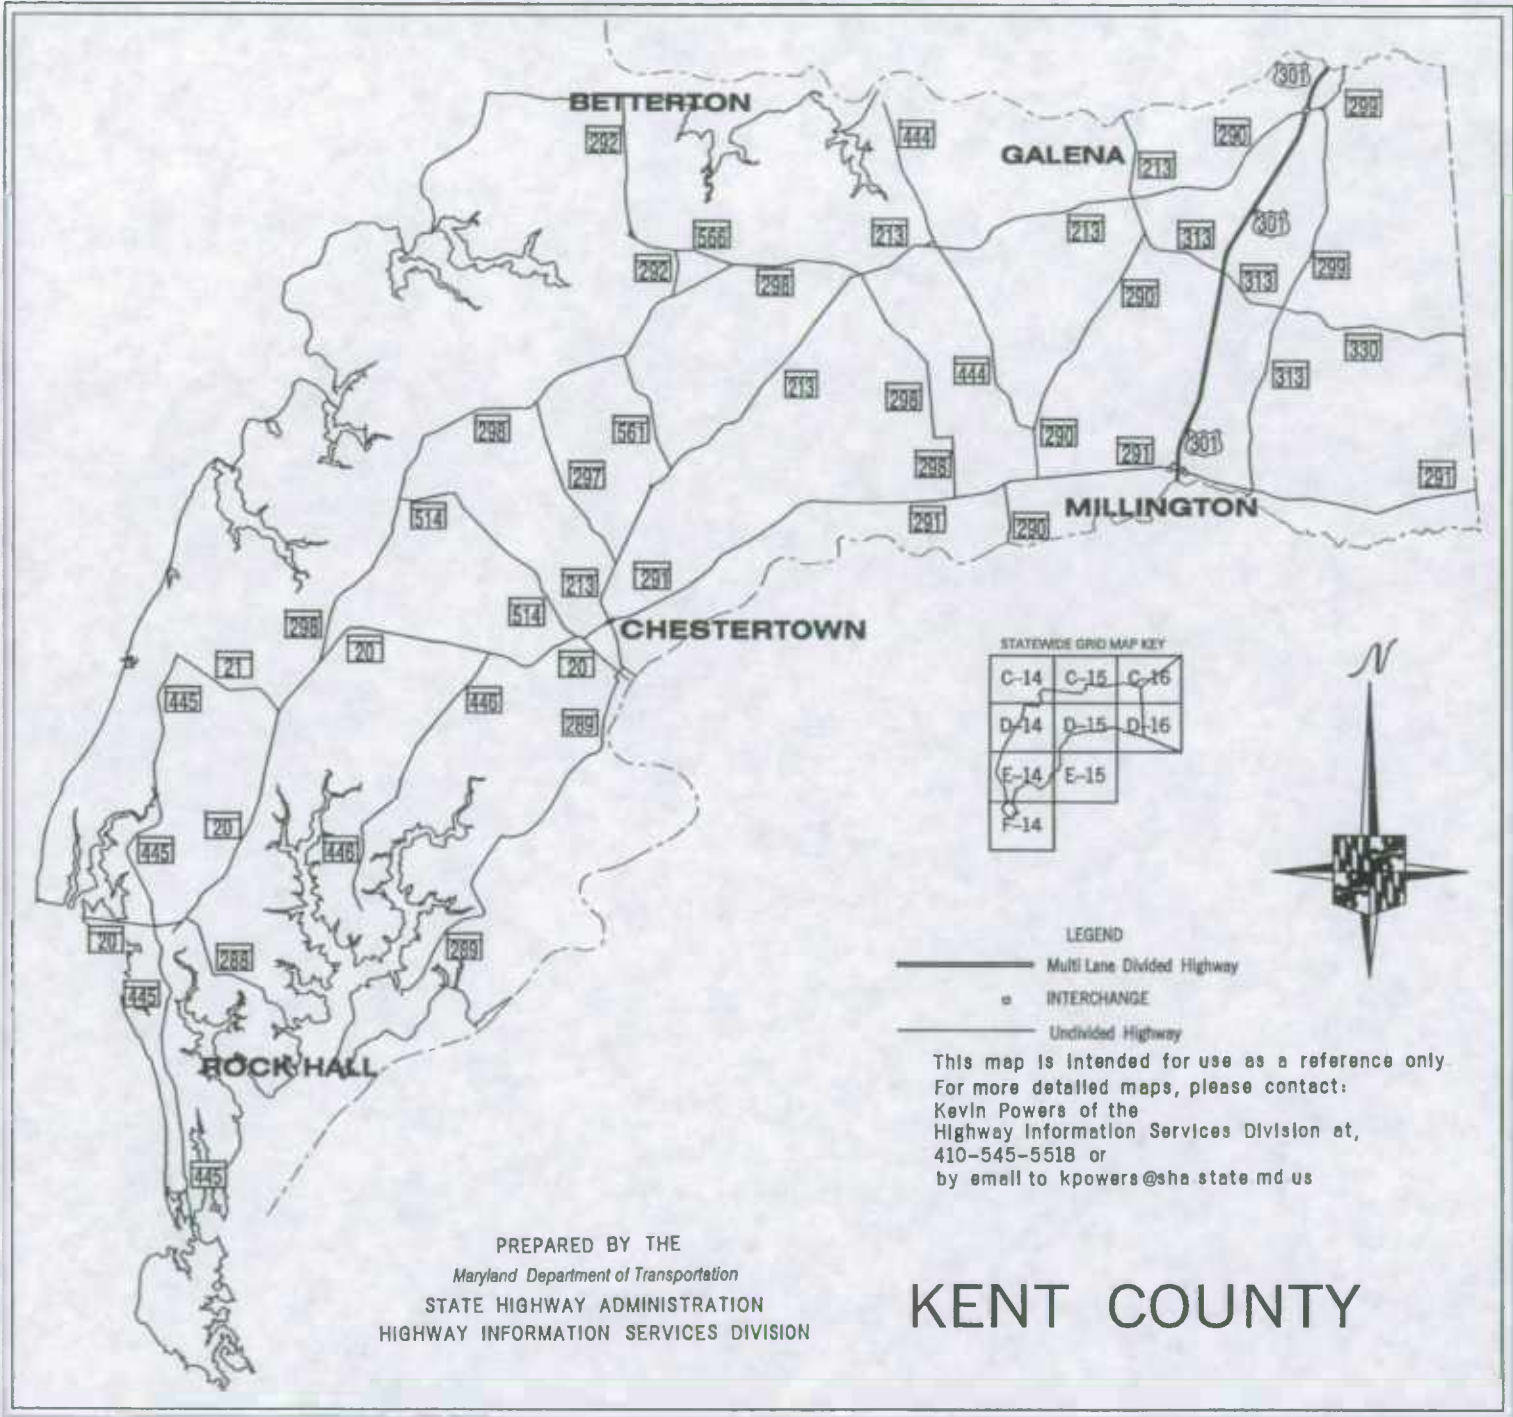 301
BETTERTON
299
292
444
290
GALENA
213
566
213
213
313
301
292
298
299
313
290
330
444
213
298
313
298
561
290
291
301
297
298
291
514
291
290
MILLINGTON
213
291
298
514
CHESTERTOWN
20
21
20
445
446
289
STATEWIDE GRID MAP KEY
C-14 C-15 C-16
D-14 D-15 D-16
E-14 E-15
F-14
N
20
445
446
20
288
289
445
LEGEND
Multi Lane Divided Highway
INTERCHANGE
Undivided Highway
ROCK HALL
This map is intended for use as a reference only
For more detailed maps, please contact:
Kevin Powers of the
Highway Information Services Division at,
410-545-5518 or
by email to kpowers@sha state md us
445
PREPARED BY THE
Maryland Department of Transportation
STATE HIGHWAY ADMINISTRATION
HIGHWAY INFORMATION SERVICES DIVISION
KENT COUNTY